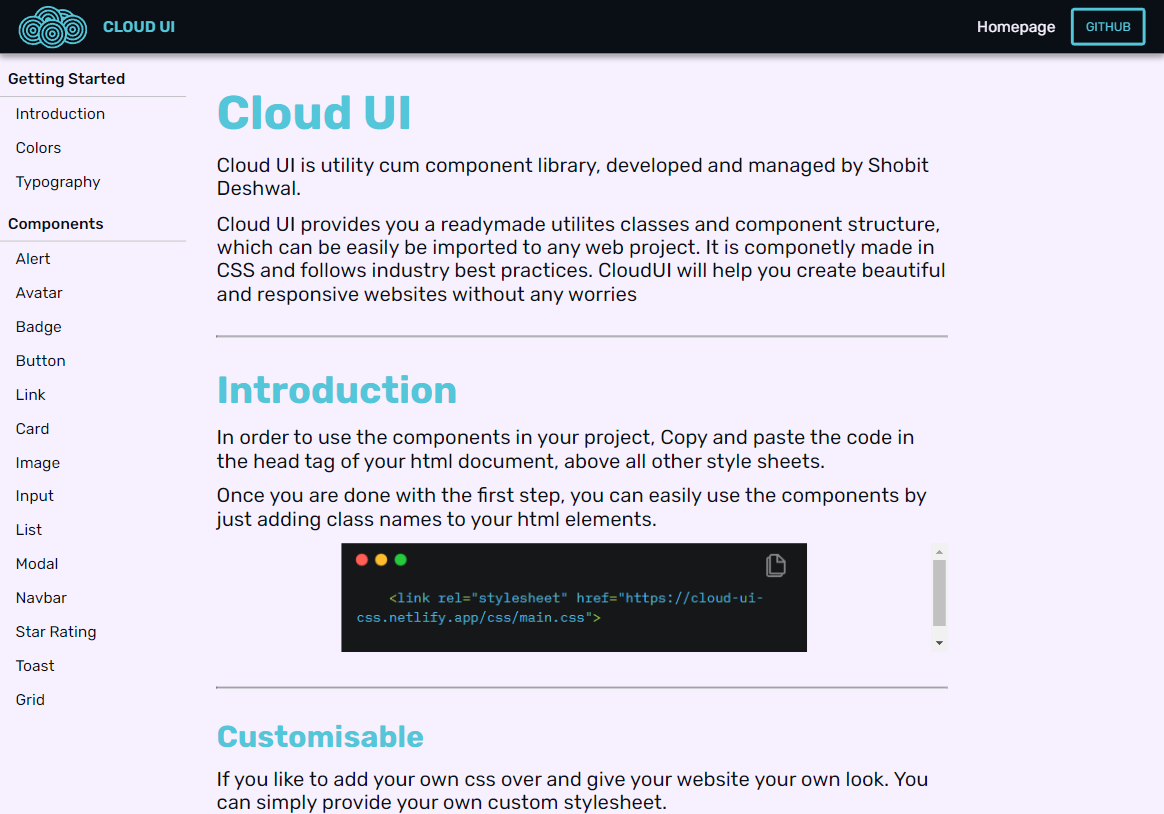 CLOUD UI
Homepage
GITHUB
Getting Started
Introduction
Colors
Typography
Components
Alert
Avatar
Badge
Button
Link
Card
Image
Input
List
Modal
Navbar
Star Rating
Toast
Grid
Cloud UI
Cloud UI is utility cum component library, developed and managed by Shobit
Deshwal.
Cloud UI provides you a readymade utilites classes and component structure,
which can be easily be imported to any web project. It is componetly made in
CSS and follows industry best practices. CloudUI will help you create beautiful
and responsive websites without any worries
Introduction
In order to use the components in your project, Copy and paste the code in
the head tag of your html document, above all other style sheets.
Once you are done with the first step, you can easily use the components by
just adding class names to your html elements.
<link rel="stylesheet" href="https://cloud-ui-
css.netlify.app/css/main.css">
Customisable
If you like to add your own css over and give your website your own look. You
can simply provide your own custom stylesheet.